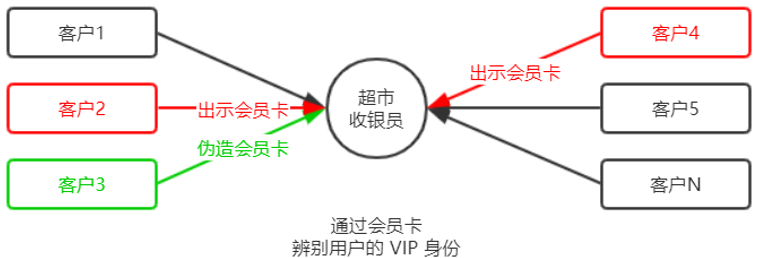 客户1
客户4
出示会员卡
超市
收银员
客户2
出示会员卡
客户5
伪造会员卡
客户3
客户N
通过会员卡
辨别用户的 VIP 身份